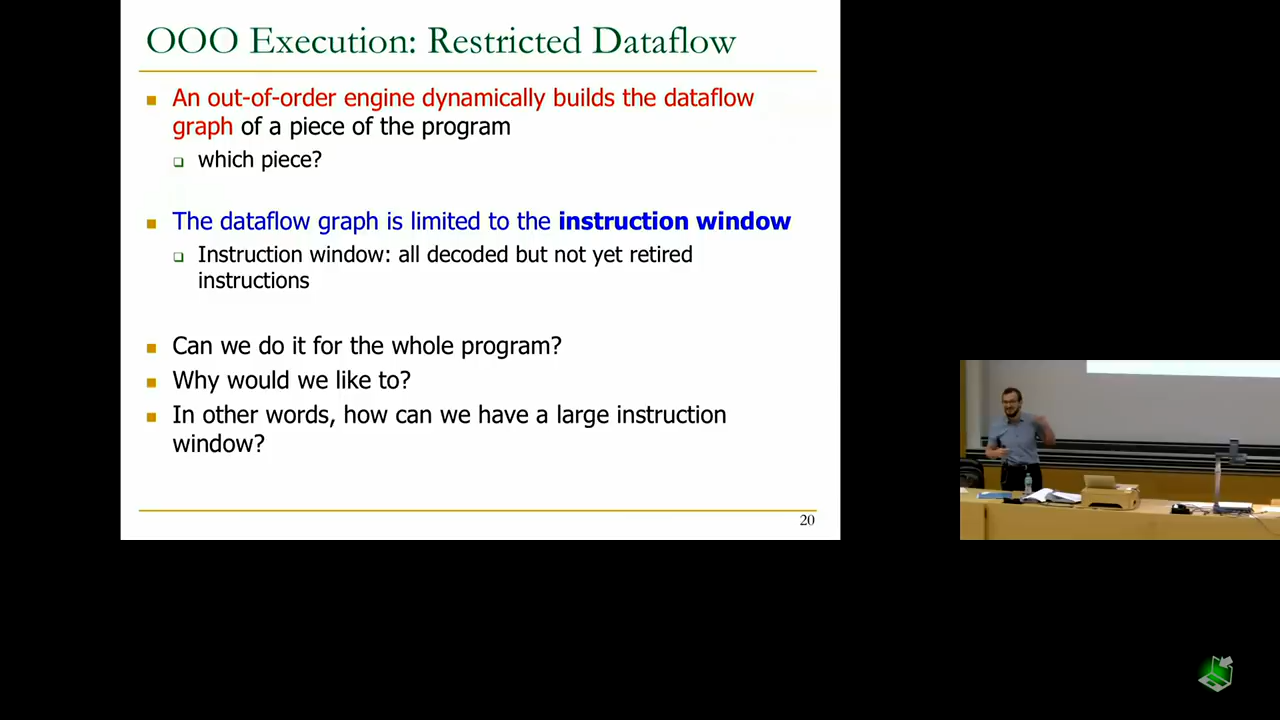 OOO Execution: Restricted Dataflow
An out-of-order engine dynamically builds the dataflow
graph of a piece of the program
which piece?
The dataflow graph is limited to the instruction window
Instruction window: all decoded but not yet retired
instructions
Can we do it for the whole program?
Why would we like to?
In other words, how can we have a large instruction
window?
20